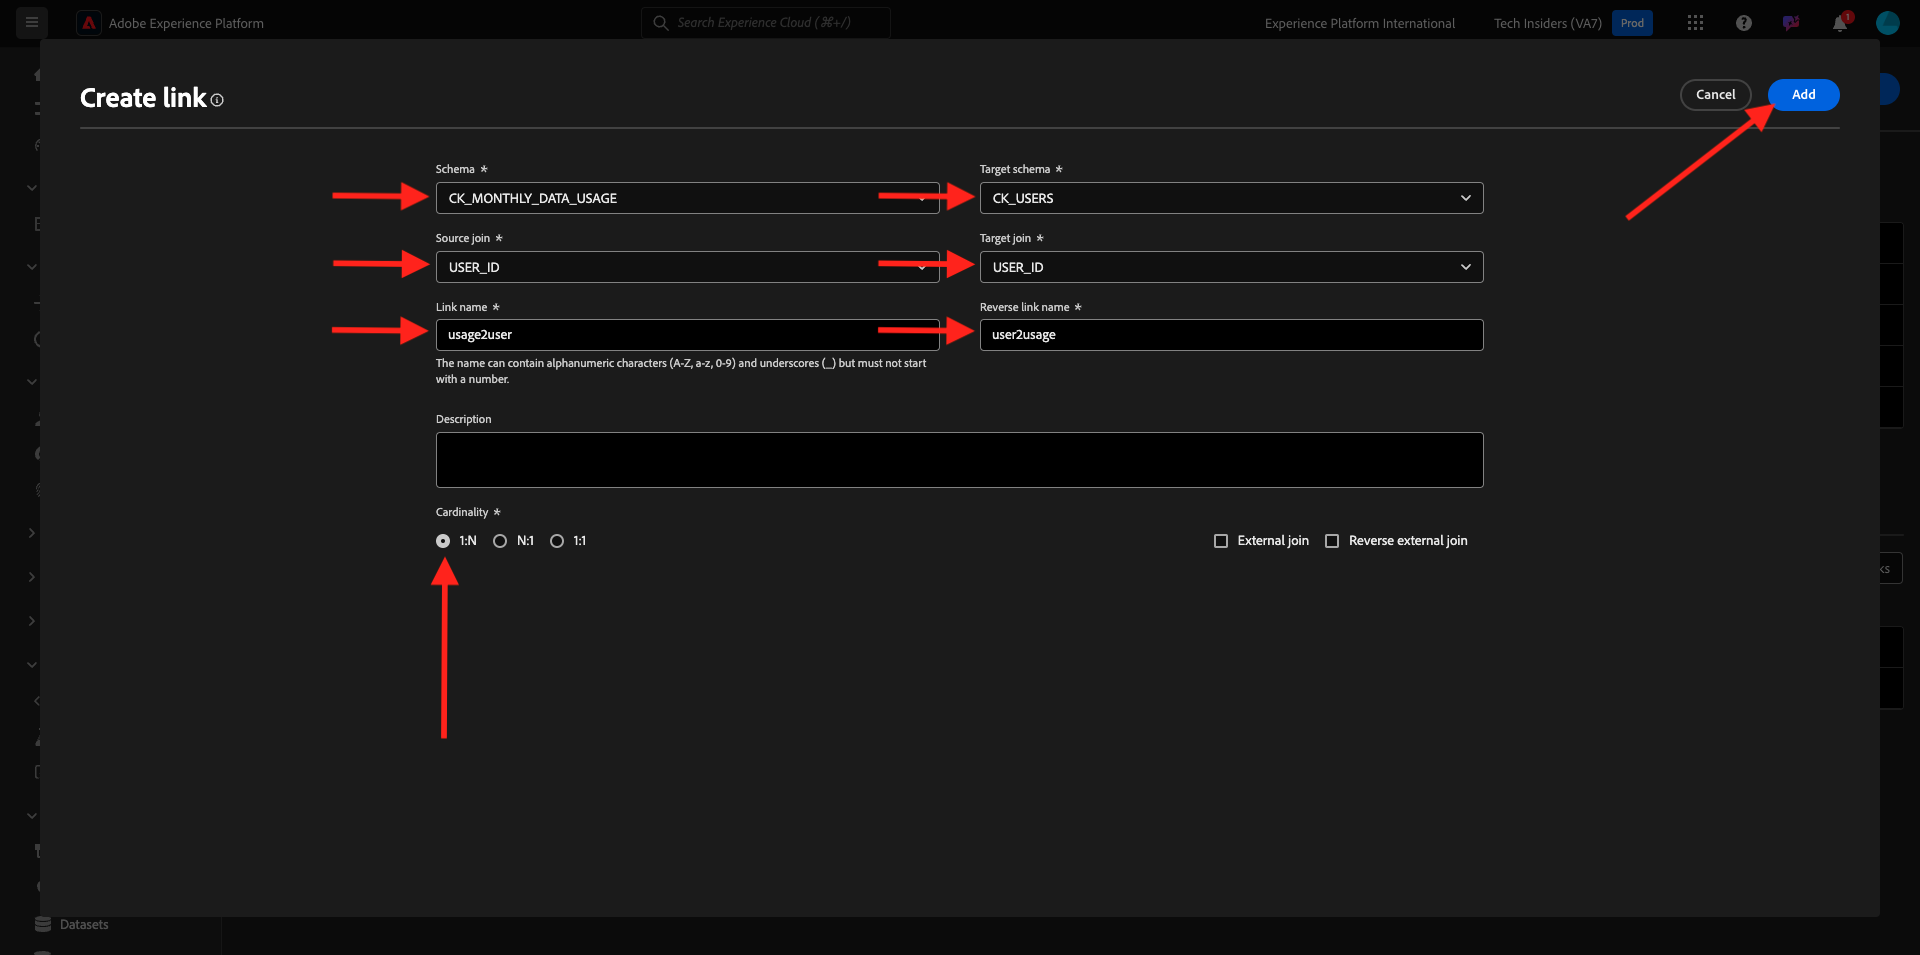 Adobe Experience Platform
Search Experience Cloud (⌘+/)
Experience Platform International
Tech Insiders (VA7)
Prod
1
Create link
Cancel
Add
Schema *
Target schema *
CK_MONTHLY_DATA_USAGE
CK_USERS
Source join *
Target join *
USER_ID
USER_ID
Link name *
Reverse link name *
usage2user
user2usage
The name can contain alphanumeric characters (A-Z, a-z, 0-9) and underscores (_) but must not start
with a number.
Description
Cardinality *
1:N
N:1
1:1
External join
Reverse external join
ks
Datasets